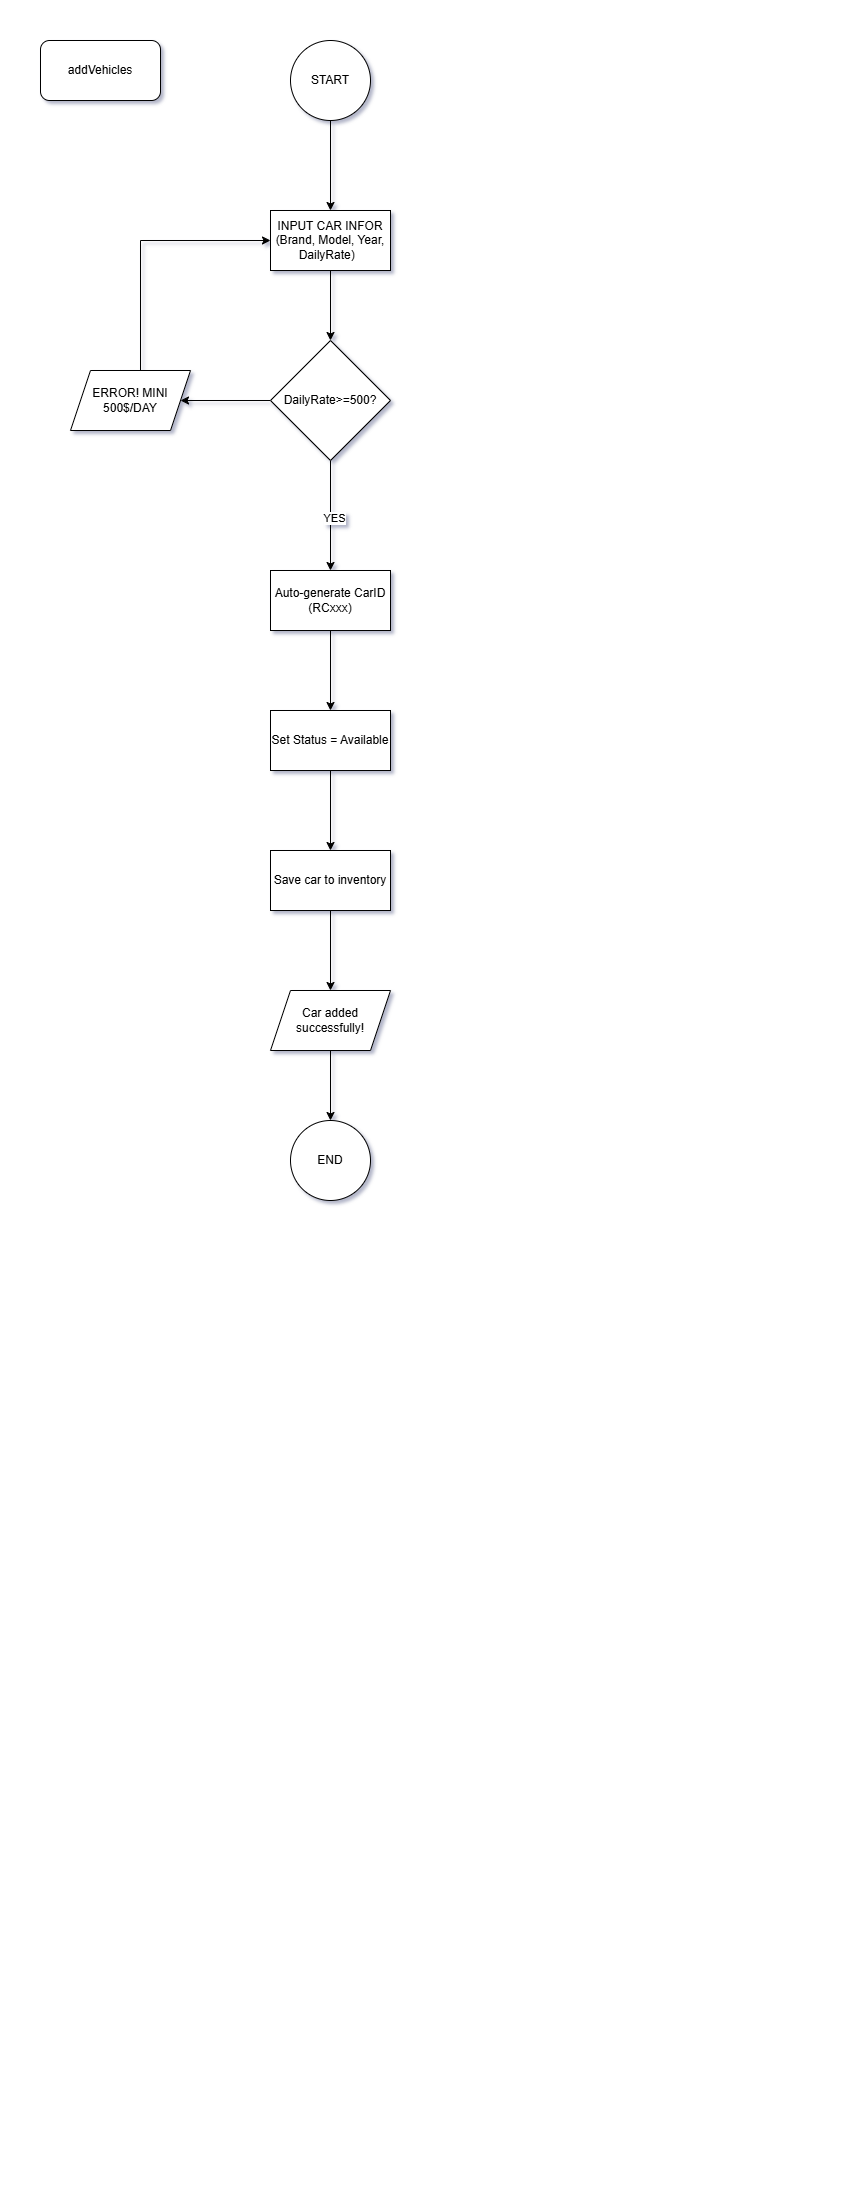 addVehicles
START
INPUT CAR INFOR
(Brand, Model, Year,
DailyRate)
DailyRate>=500?
ERROR! MINI
500$/DAY
YES
Auto-generate CarID
(RCxxx)
Set Status = Available
Save car to inventory
Car added
successfully!
END